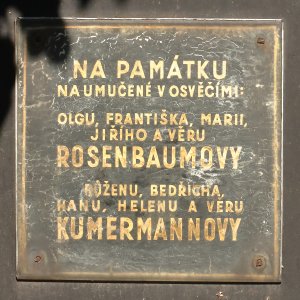 NA PAMÁTKU
NA UMUČENÉ V OSVĚČIMI:
OLGU, FRANTIŠKA, MARII,
JIŘÍHO A VĚRU
ROSENBAUMOVY
RŮŽENU, BEDŘICHA,
HANU, HELENU A VĚRU
KUMERMANNOVY